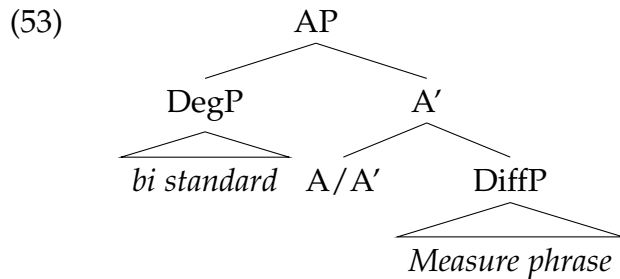 (53) AP
DegP A’
bi standard A/A’ DiffP
Measure phrase